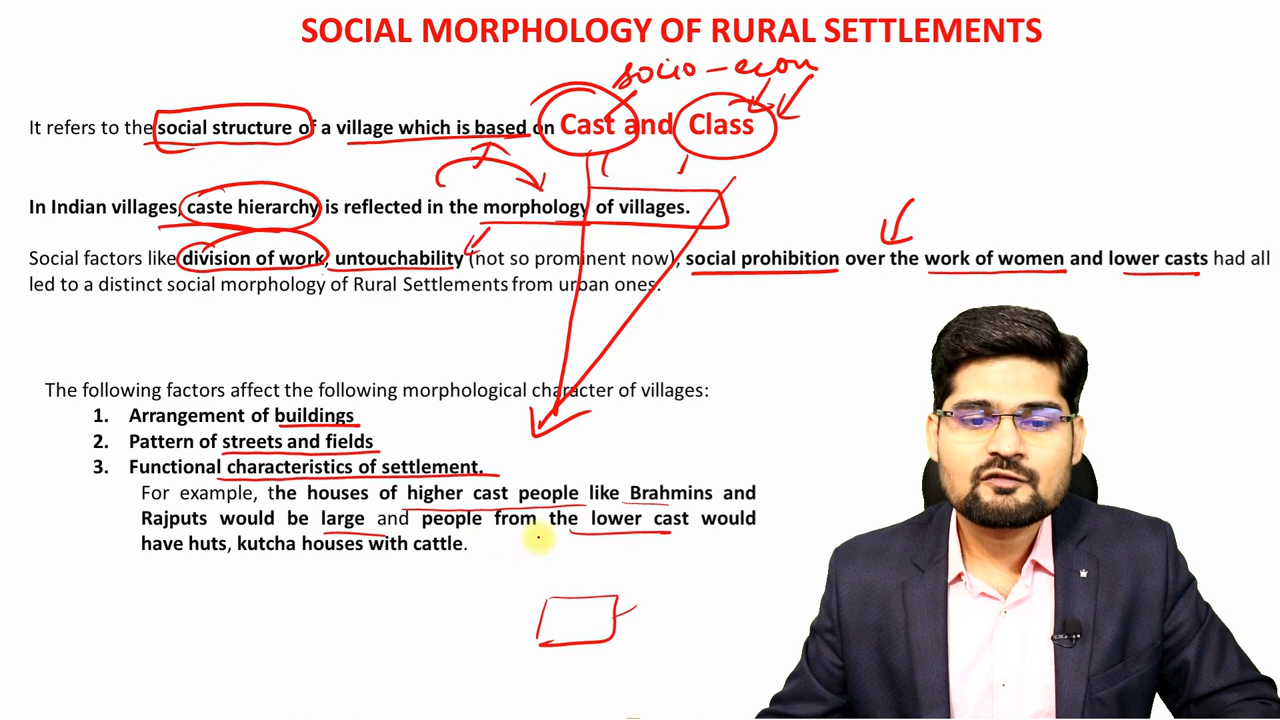 SOCIAL MORPHOLOGY OF RURAL SETTLEMENTS
socio-econ
It refers to the social structure of a village which is based on Cast and Class
In Indian villages, caste hierarchy is reflected in the morphology of villages.
Social factors like division of work, untouchability (not so prominent now), social prohibition over the work of women and lower casts had all
led to a distinct social morphology of Rural Settlements from urban ones.
The following factors affect the following morphological character of villages:
1. Arrangement of buildings
2. Pattern of streets and fields
3. Functional characteristics of settlement.
For example, the houses of higher cast people like Brahmins and
Rajputs would be large and people from the lower cast would
have huts, kutcha houses with cattle.